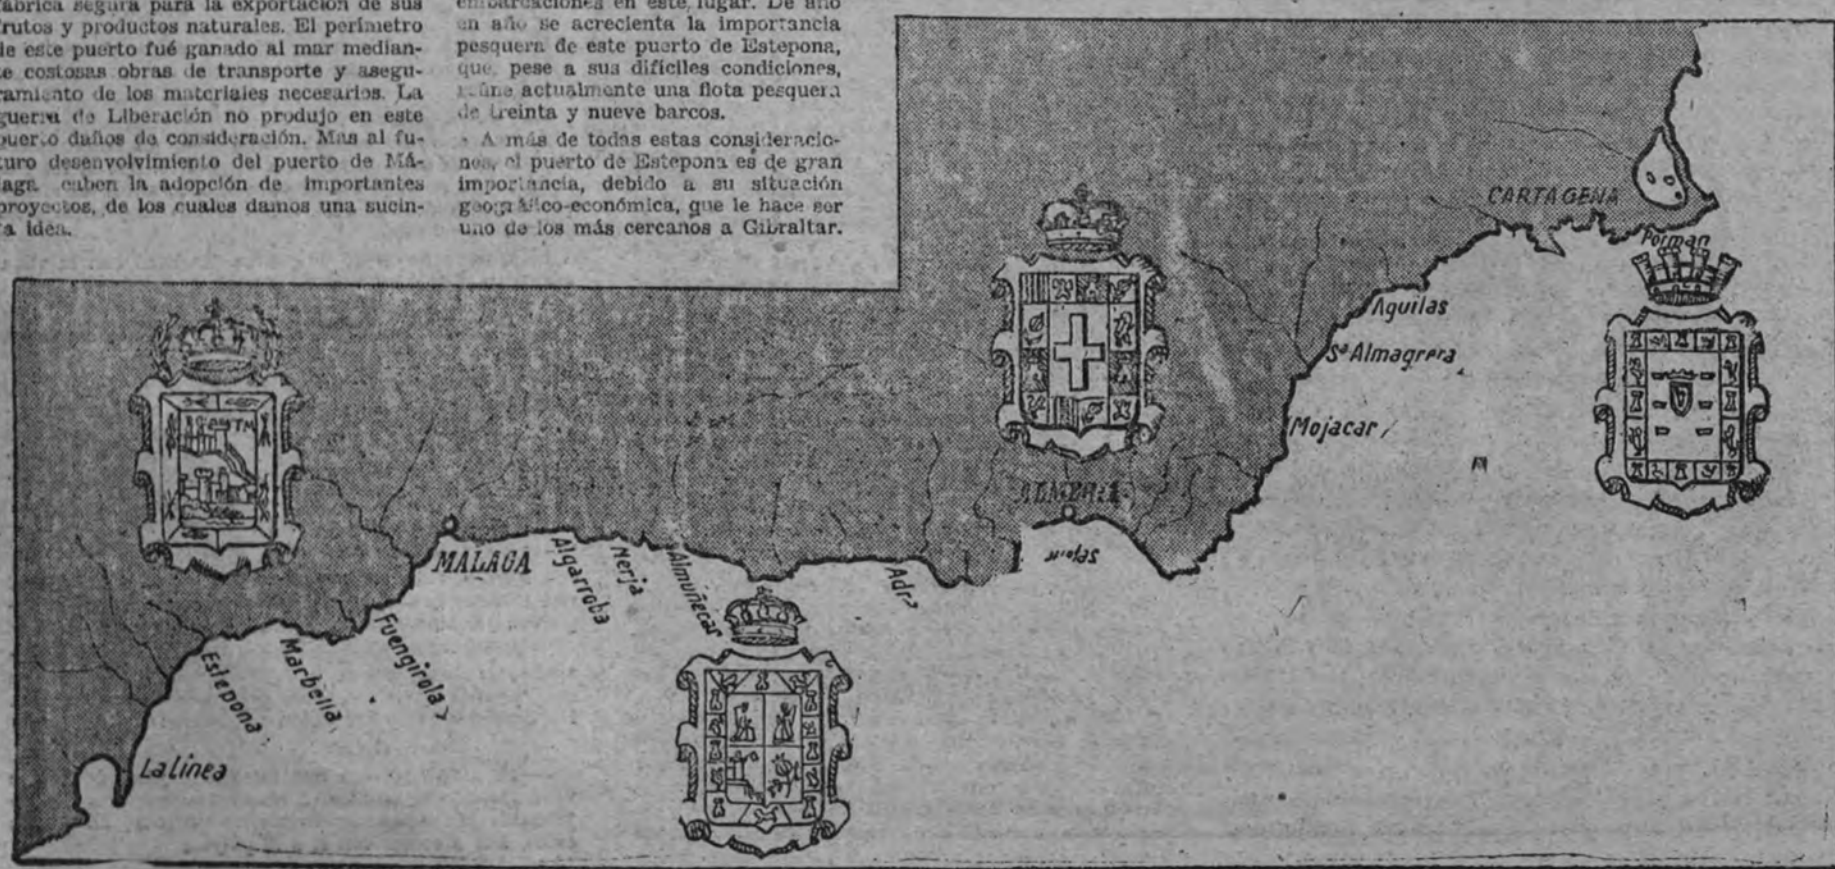 fabrica segura para la exportación de sus
frutos y productos naturales. El perímetro
de este puerto fué ganado al mar median-
te costosas obras de transporte y asegu-
ramiento de los materiales necesarios. La
guerra de Liberación no produjo en este
puerto daños de consideración. Mas al fu-
turo desenvolvimiento del puerto de Má-
laga caben la adopción de importantes
proyectos, de los cuales damos una sucin-
ta idea.
embarcaciones en este lugar. De año
en año se acrecienta la importancia
pesquera de este puerto de Estepona,
que, pese a sus difíciles condiciones,
reúne actualmente una flota pesquera
de treinta y nueve barcos.
A más de todas estas consideracio-
nes, el puerto de Estepona es de gran
importancia, debido a su situación
geográfico-económica, que le hace ser
uno de los más cercanos a Gibraltar.
CARTAGENA
Porman
Aguilas
Sª Almagrera
Mojacar
ALMERIA
Adra
Almuñecar
Nerja
Algarroba
MALAGA
Fuengirola
Marbella
Estepona
La Línea